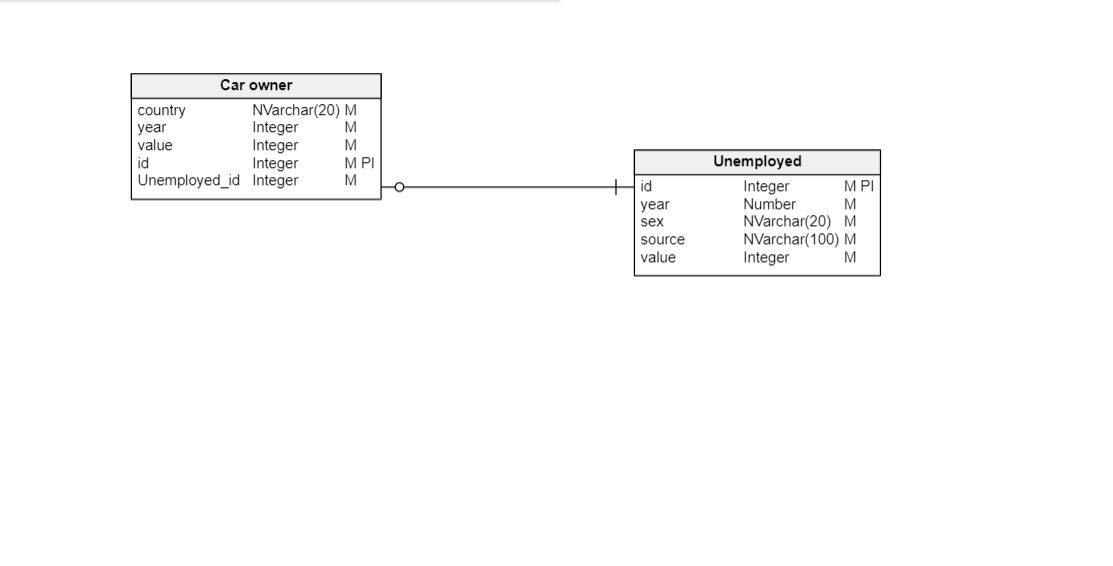 Car owner
country NVarchar(20) M
year Integer M
value Integer M
id Integer M PI
Unemployed_id Integer M
Unemployed
id Integer M PI
year Number M
sex NVarchar(20) M
source NVarchar(100) M
value Integer M